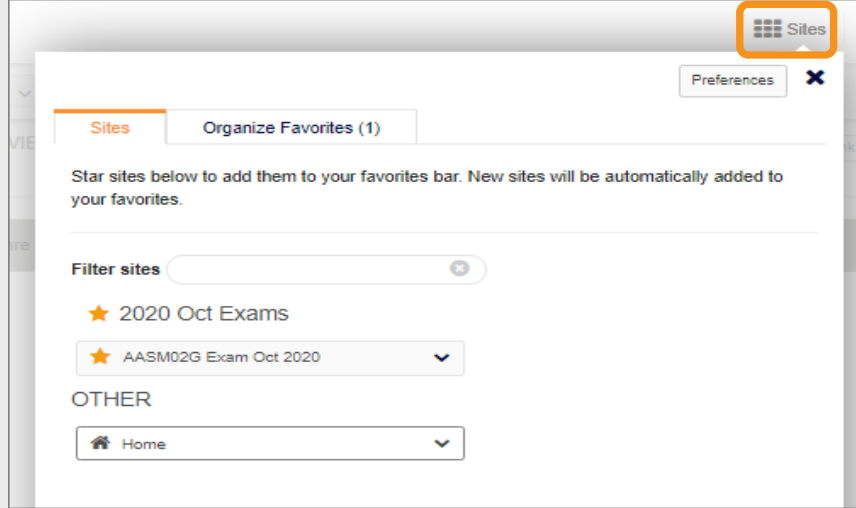 Sites
Preferences
Sites
Organize Favorites (1)
Star sites below to add them to your favorites bar. New sites will be automatically added to
your favorites.
Filter sites
2020 Oct Exams
AASM02G Exam Oct 2020
OTHER
Home